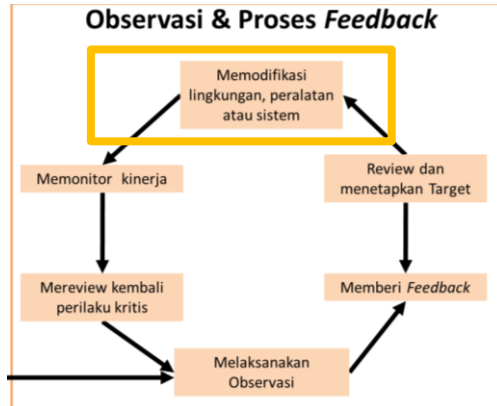 Observasi & Proses Feedback
Memodifikasi
lingkungan, peralatan
atau sistem
Memonitor kinerja
Review dan
menetapkan Target
Mereview kembali
perilaku kritis
Memberi Feedback
Melaksanakan
Observasi